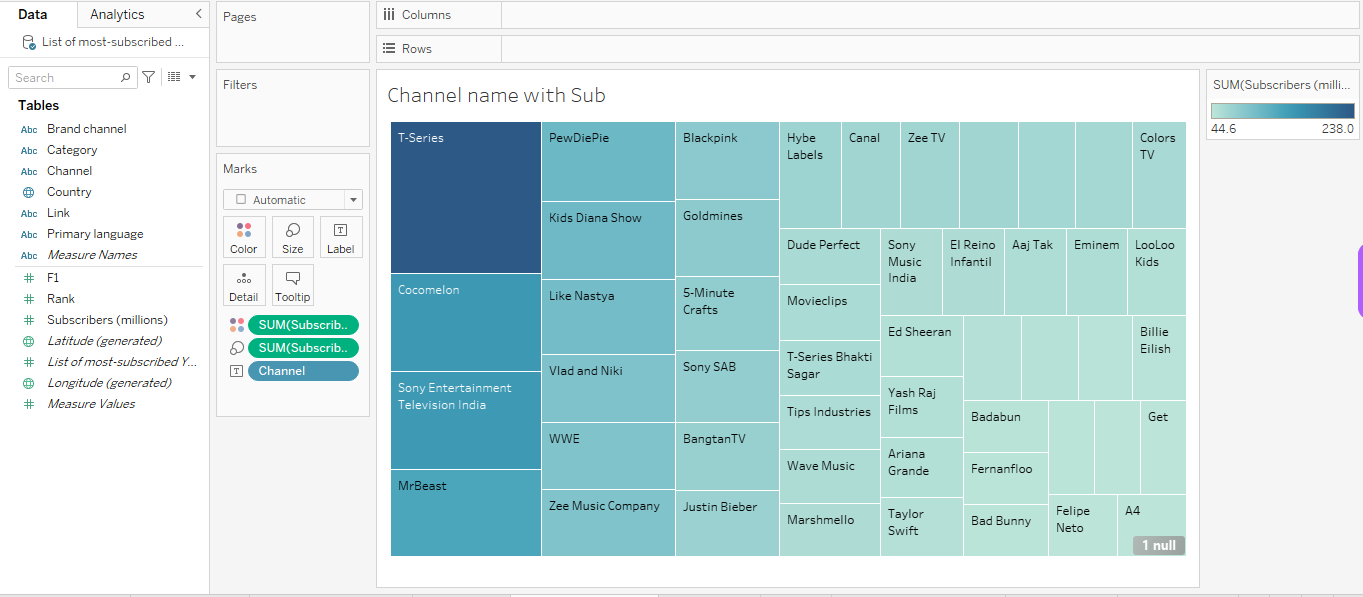 Data
Analytics
List of most-subscribed ...
Search
Tables
Abc Brand channel
Abc Category
Abc Channel
Country
Abc Link
Abc Primary language
Abc Measure Names
# F1
# Rank
# Subscribers (millions)
Latitude (generated)
# List of most-subscribed Y...
Longitude (generated)
# Measure Values
Pages
Filters
Marks
Automatic
Color
Size
Label
Detail
Tooltip
SUM(Subscrib..
SUM(Subscrib..
Channel
Columns
Rows
Channel name with Sub
T-Series
Cocomelon
Sony Entertainment
Television India
MrBeast
PewDiePie
Kids Diana Show
Like Nastya
Vlad and Niki
WWE
Zee Music Company
Blackpink
Goldmines
5-Minute
Crafts
Sony SAB
BangtanTV
Justin Bieber
Hybe
Labels
Canal
Zee TV
Colors
TV
Dude Perfect
Movieclips
T-Series Bhakti
Sagar
Tips Industries
Wave Music
Marshmello
Sony
Music
India
El Reino
Infantil
Aaj Tak
Eminem
LooLoo
Kids
Ed Sheeran
Yash Raj
Films
Ariana
Grande
Taylor
Swift
Billie
Eilish
Badabun
Fernanfloo
Bad Bunny
Get
Felipe
Neto
A4
1 null
SUM(Subscribers (milli...
44.6 238.0